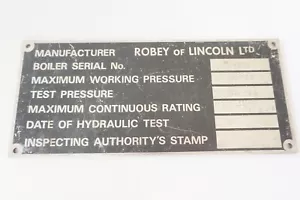 MANUFACTURER ROBEY OF LINCOLN LTD
BOILER SERIAL No.
MAXIMUM WORKING PRESSURE
TEST PRESSURE
MAXIMUM CONTINUOUS RATING
DATE OF HYDRAULIC TEST
INSPECTING AUTHORITY'S STAMP